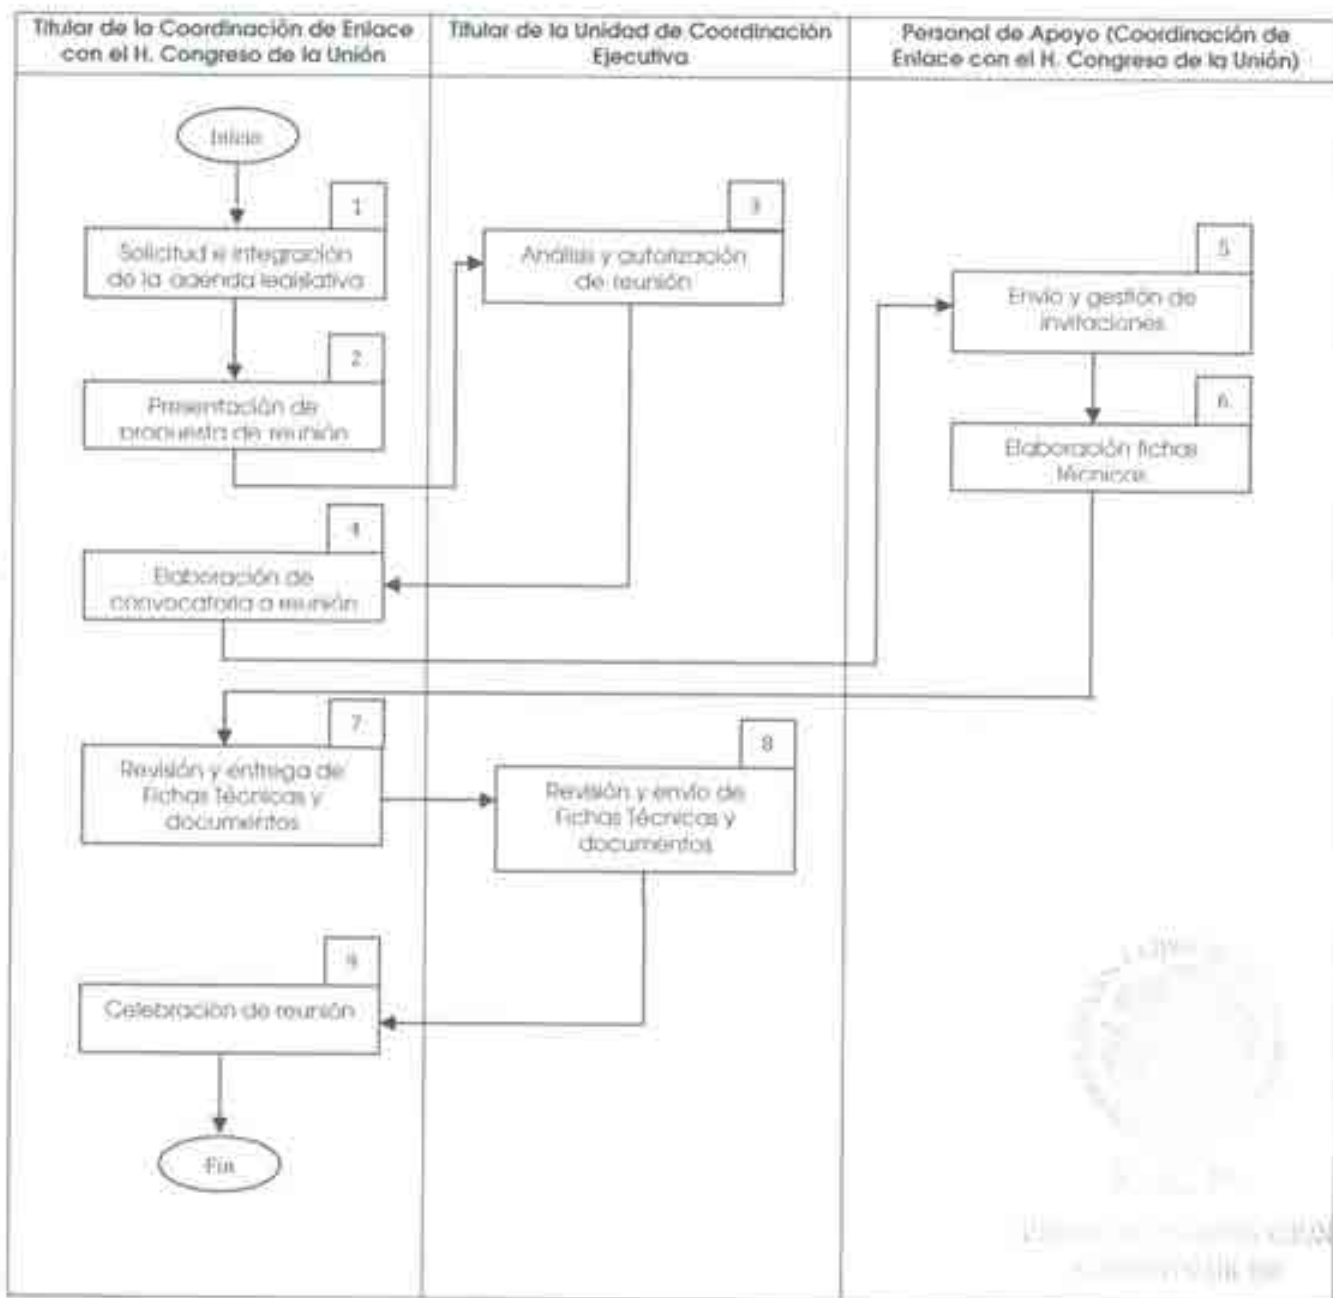 Titular de la Coordinación de Enlace
con el H. Congreso de la Unión
Titular de la Unidad de Coordinación
Ejecutiva
Personal de Apoyo (Coordinación de
Enlace con el H. Congreso de la Unión)
Inicio
1
Solicitud e integración
de la agenda legislativa
2
Presentación de
propuesta de reunión
3
Análisis y autorización
de reunión
4
Elaboración de
convocatoria a reunión
5
Envío y gestión de
invitaciones
6
Elaboración fichas
técnicas
7
Revisión y entrega de
Fichas Técnicas y
documentos
8
Revisión y envío de
Fichas Técnicas y
documentos
9
Celebración de reunión
Fin